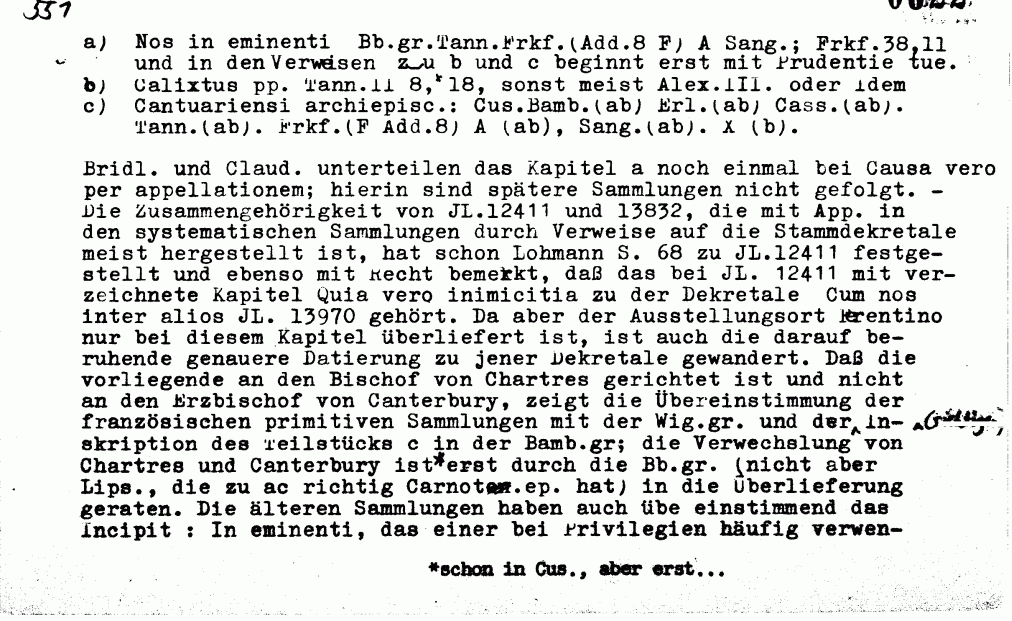 551
a) Nos in eminenti Bb.gr.Tann.Frkf.(Add.8 F) A Sang.; Frkf.38,11
und in den Verweisen zu b und c beginnt erst mit Prudentie tue.
b) Calixtus pp. Tann.II 8, 18, sonst meist Alex.III. oder Idem
c) Cantuariensi archiepisc.: Cus.Bamb.(ab) Erl.(ab) Cass.(ab).
Tann.(ab). Frkf.(F Add.8) A (ab), Sang.(ab). X (b).
Bridl. und Claud. unterteilen das Kapitel a noch einmal bei Causa vero
per appellationem; hierin sind spätere Sammlungen nicht gefolgt. -
Die Zusammengehörigkeit von JL.12411 und 13832, die mit App. in
den systematischen Sammlungen durch Verweise auf die Stammdekretale
meist hergestellt ist, hat schon Lohmann S. 68 zu JL.12411 festge-
stellt und ebenso mit Recht bemerkt, daß das bei JL. 12411 mit ver-
zeichnete Kapitel Quia vero inimicitia zu der Dekretale Cum nos
inter alios JL. 13970 gehört. Da aber der Ausstellungsort Ferentino
nur bei diesem Kapitel überliefert ist, ist auch die darauf be-
ruhende genauere Datierung zu jener Dekretale gewandert. Daß die
vorliegende an den Bischof von Chartres gerichtet ist und nicht
an den Erzbischof von Canterbury, zeigt die Übereinstimmung der
französischen primitiven Sammlungen mit der Wig.gr. und der In-
skription des Teilstücks c in der Bamb.gr; die Verwechslung von
Chartres und Canterbury ist*erst durch die Bb.gr. (nicht aber
Lips., die zu ac richtig Carnoten.ep. hat) in die Überlieferung
geraten. Die älteren Sammlungen haben auch übe einstimmend das
Incipit : In eminenti, das einer bei Privilegien häufig verwen-
*schon in Cus., aber erst...